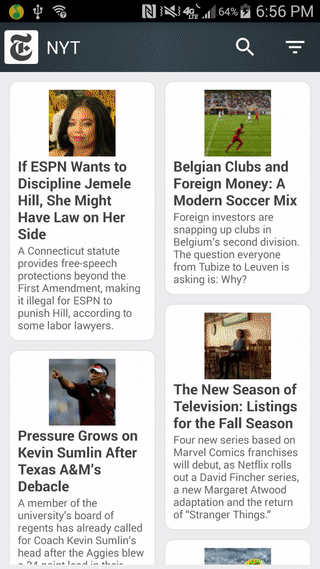 64% 6:56 PM
NYT
If ESPN Wants to
Discipline Jemele
Hill, She Might
Have Law on Her
Side
A Connecticut statute
provides free-speech
protections beyond the
First Amendment, making
it illegal for ESPN to
punish Hill, according to
some labor lawyers.
Pressure Grows on
Kevin Sumlin After
Texas A&M's
Debacle
A member of the
university's board of
regents has already called
for Coach Kevin Sumlin's
head after the Aggies blew
a 34-point lead in their
Belgian Clubs and
Foreign Money: A
Modern Soccer Mix
Foreign investors are
snapping up clubs in
Belgium's second division.
The question everyone
from Tubize to Leuven is
asking is: Why?
The New Season of
Television: Listings
for the Fall Season
Four new series based on
Marvel Comics franchises
will debut, as Netflix rolls
out a David Fincher series,
a new Margaret Atwood
adaptation and the return
of "Stranger Things."